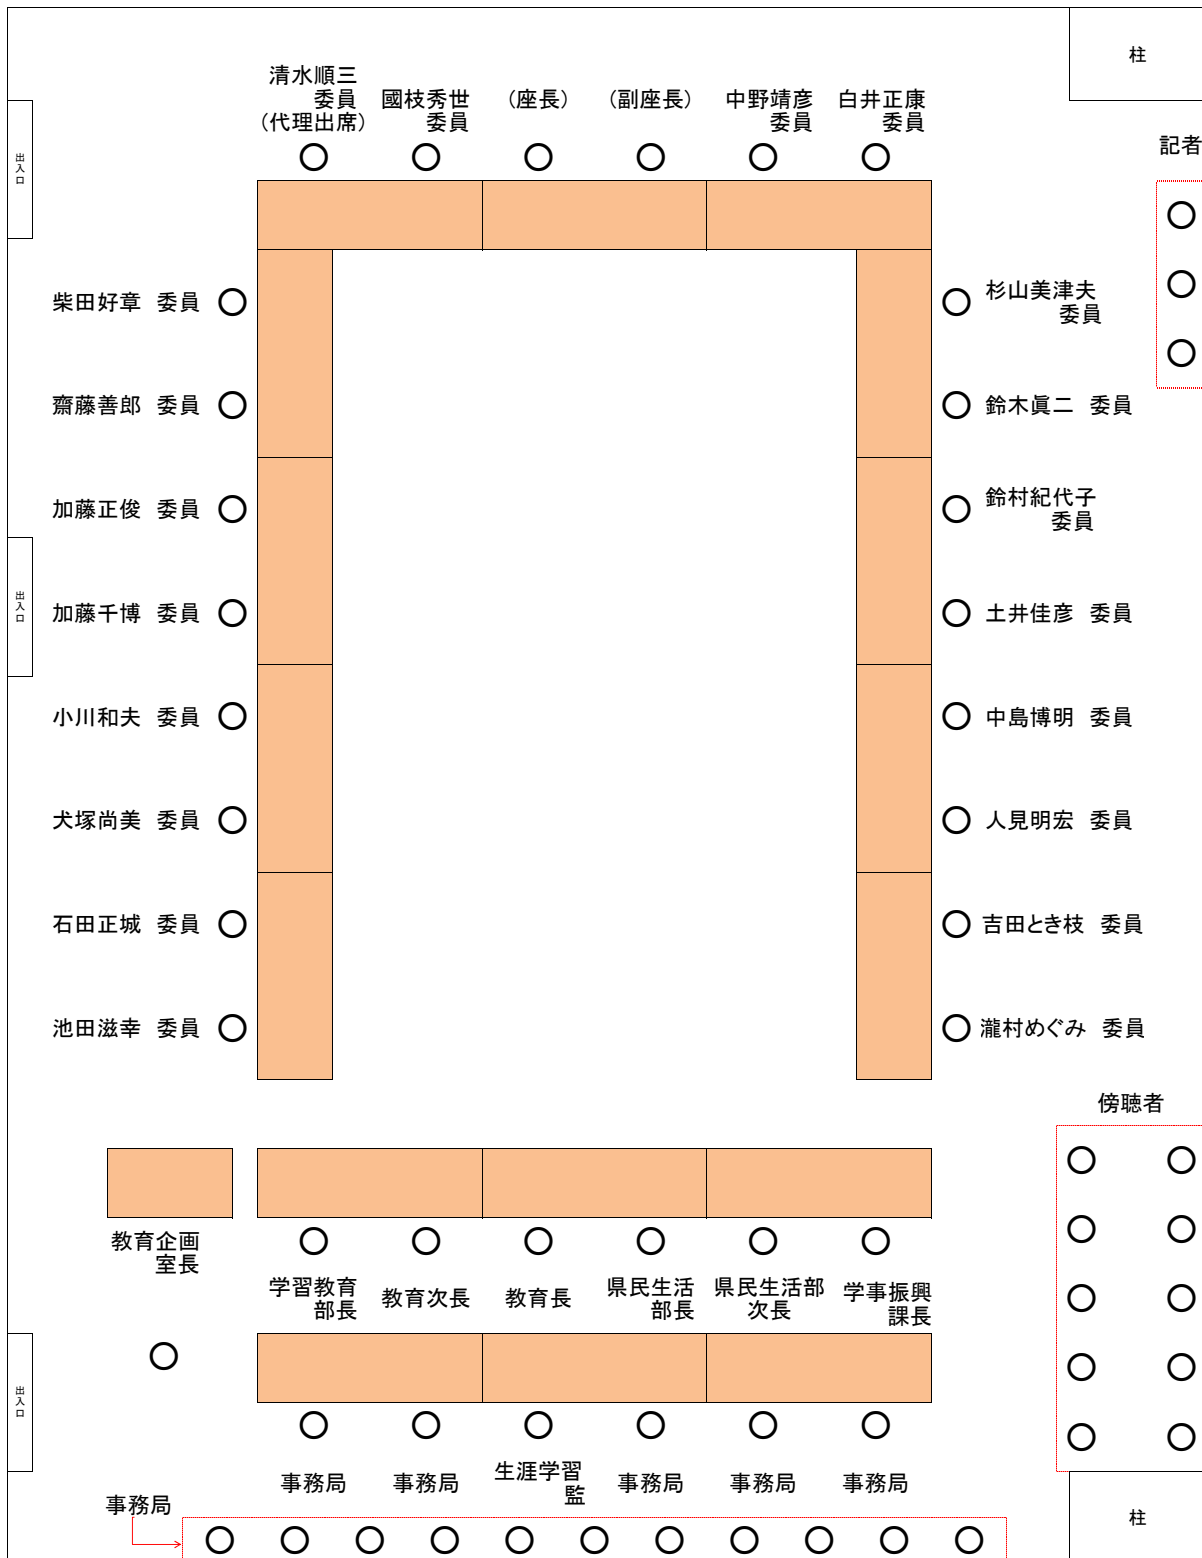 柱
清水順三
委員
(代理出席)
國枝秀世
委員
(座長)
(副座長)
中野靖彦
委員
白井正康
委員
記者
出入口
柴田好章 委員
杉山美津夫
委員
齋藤善郎 委員
鈴木眞二 委員
加藤正俊 委員
鈴村紀代子
委員
出入口
加藤千博 委員
土井佳彦 委員
小川和夫 委員
中島博明 委員
犬塚尚美 委員
人見明宏 委員
石田正城 委員
吉田とき枝 委員
池田滋幸 委員
瀧村めぐみ 委員
傍聴者
教育企画
室長
学習教育
部長
教育次長
教育長
県民生活
部長
県民生活部
次長
学事振興
課長
出入口
事務局
事務局
生涯学習
監
事務局
事務局
事務局
事務局
柱